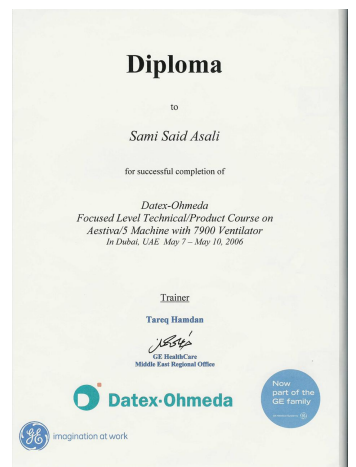 Diploma
to
Sami Said Asali
for successful completion of
Datex-Ohmeda
Focused Level Technical/Product Course on
Aestiva/5 Machine with 7900 Ventilator
In Dubai, UAE May 7 – May 10, 2006
Trainer
Tareq Hamdan
GE HealthCare
Middle East Regional Office
Datex-Ohmeda
Now
part of the
GE family
GE
imagination at work